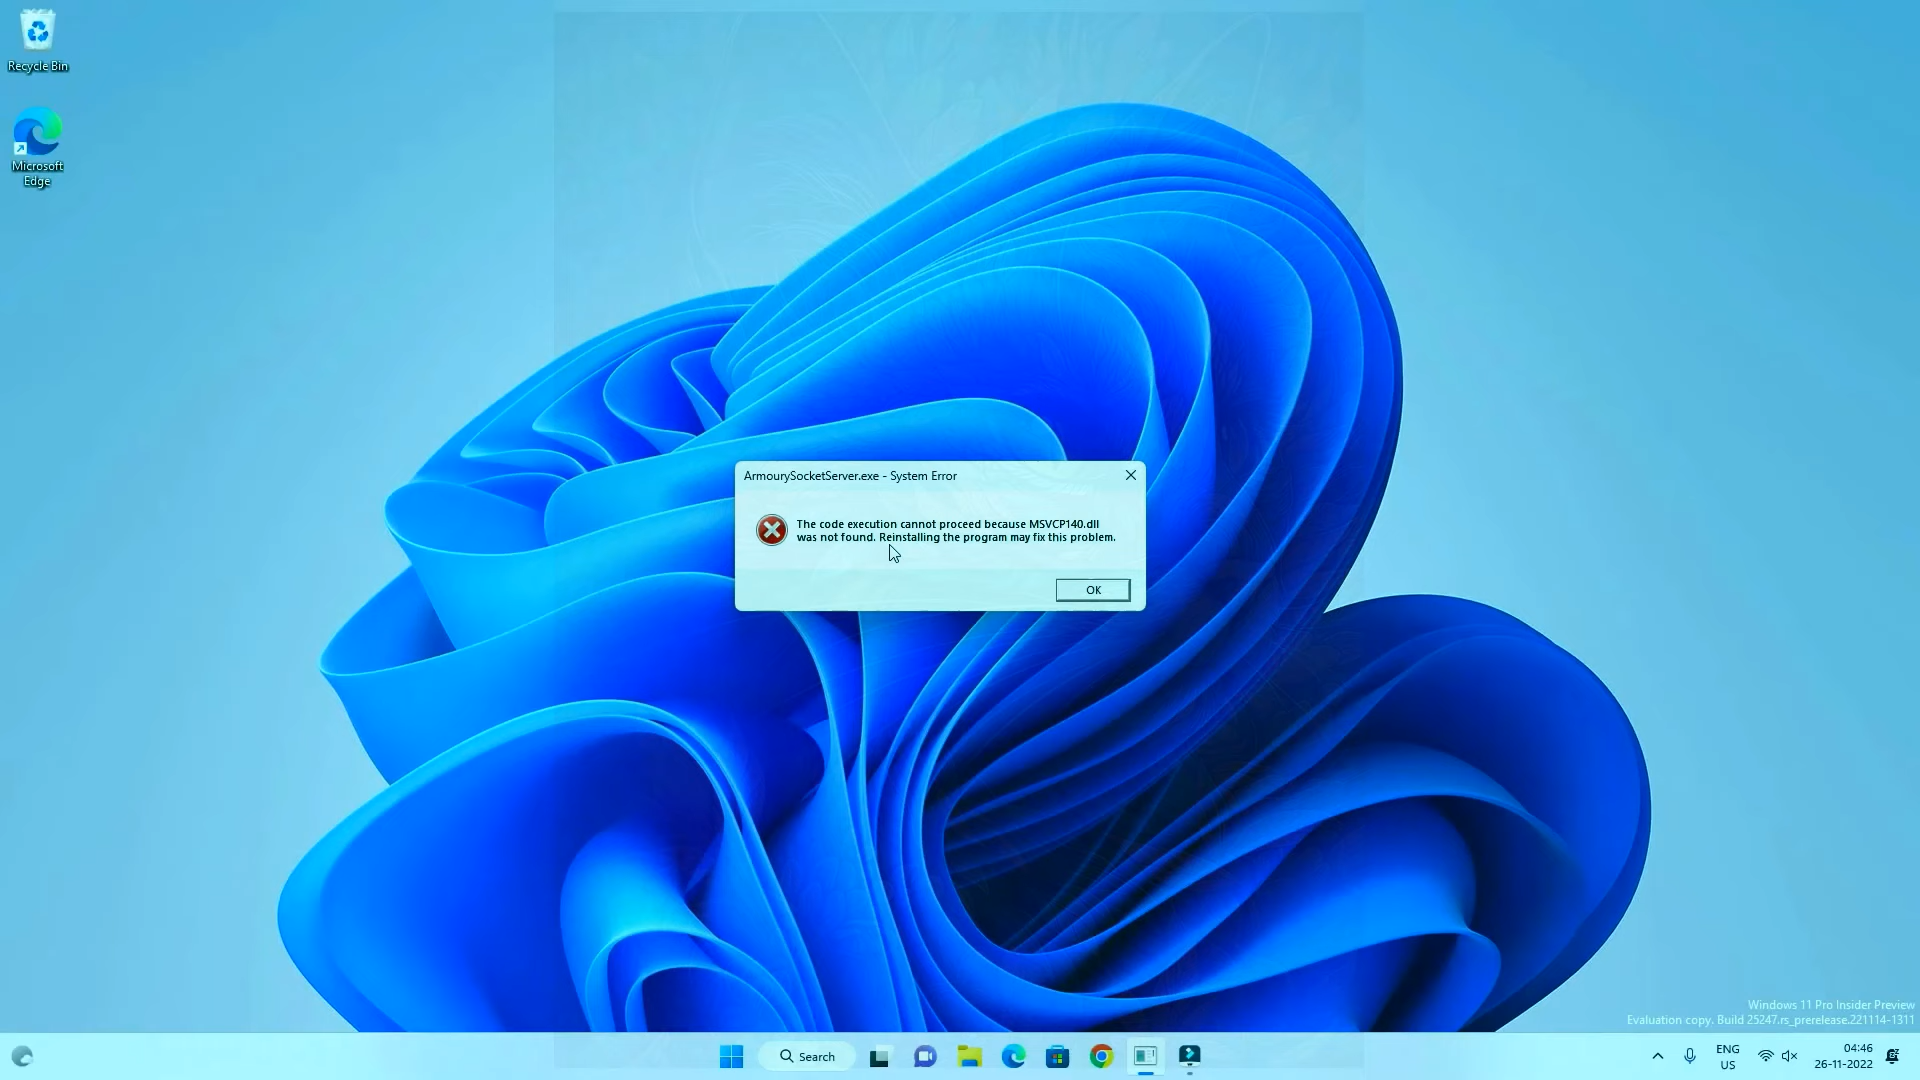 Recycle Bin
Microsoft
Edge
ArmourySocketServer.exe - System Error
The code execution cannot proceed because MSVCP140.dll
was not found. Reinstalling the program may fix this problem.
OK
Windows 11 Pro Insider Preview
Evaluation copy. Build 25247.rs_prerelease.221114-1311
Search
ENG
US
04:46
26-11-2022